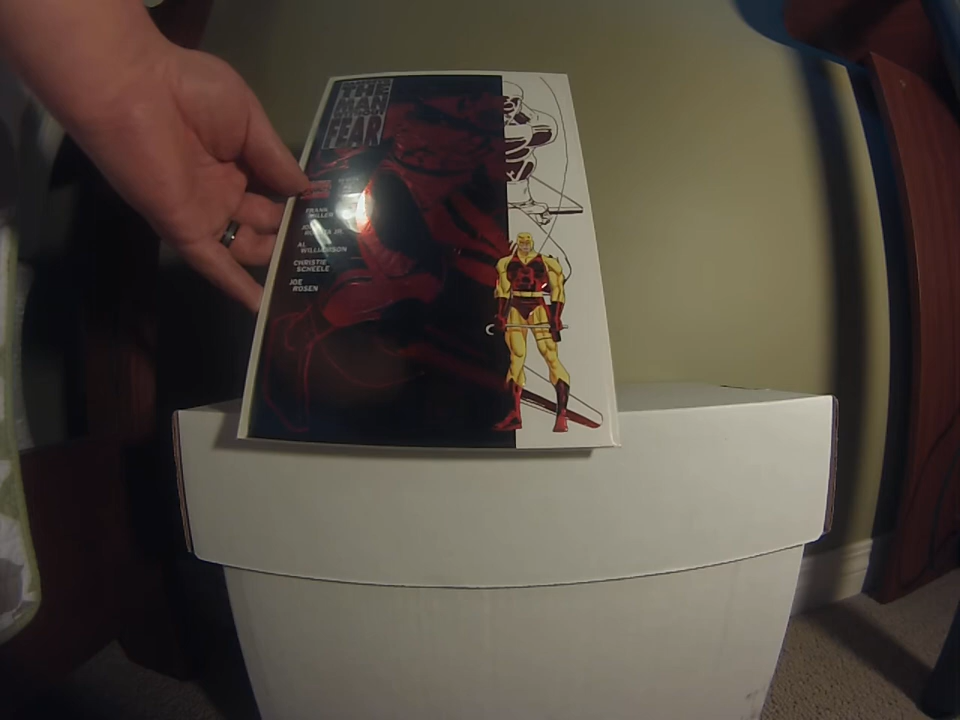 THE
MAN
FEAR
FRANK
MILLER
AL
WILLIAMSON
CHRISTIE
SCHEELE
JOE
ROSEN